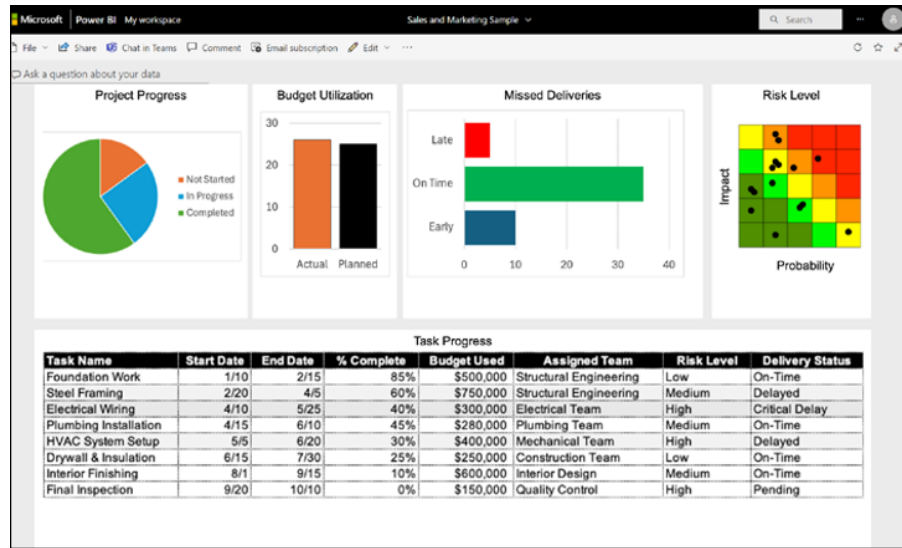 Microsoft Power BI My workspace Sales and Marketing Sample Search
File Share Chat in Teams Comment Email subscription Edit
Ask a question about your data
Project Progress
Not Started
In Progress
Completed
Budget Utilization
30
20
10
0
Actual Planned
Missed Deliveries
Late
On Time
Early
0 10 20 30 40
Risk Level
Impact
Probability
Task Progress
Task Name Start Date End Date % Complete Budget Used Assigned Team Risk Level Delivery Status
Foundation Work 1/10 2/15 85% $500,000 Structural Engineering Low On-Time
Steel Framing 2/20 4/5 60% $750,000 Structural Engineering Medium Delayed
Electrical Wiring 4/10 5/25 40% $300,000 Electrical Team High Critical Delay
Plumbing Installation 4/15 6/10 45% $280,000 Plumbing Team Medium On-Time
HVAC System Setup 5/5 6/20 30% $400,000 Mechanical Team High Delayed
Drywall & Insulation 6/15 7/30 25% $250,000 Construction Team Low On-Time
Interior Finishing 8/1 9/15 10% $600,000 Interior Design Medium On-Time
Final Inspection 9/20 10/10 0% $150,000 Quality Control High Pending